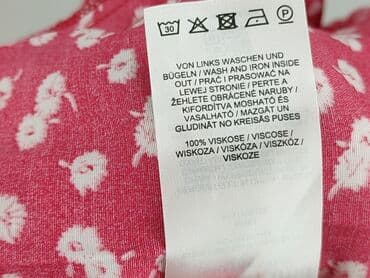 30 P
VON LINKS WASCHEN UND
BÜGELN / WASH AND IRON INSIDE
OUT / PRAĆ I PRASOWAĆ NA
LEWEJ STRONIE / PERTE A
ŽEHLETE OBRÁCENÉ NARUBY /
KIFORDÍTVA MOSHATÓ ÉS
VASALHATÓ / MAZGĀT UN
GLUDINĀT NO KREISĀS PUSES
100% VISKOSE / VISCOSE /
WISKOZA / VISKÓZA / VISZKÓZ /
VISKOZE